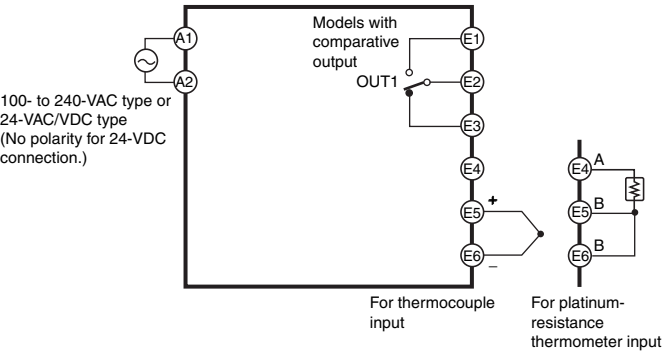 Models with
comparative
output
OUT1
A1
A2
E1
E2
E3
E4
E5
E6
+
−
100- to 240-VAC type or
24-VAC/VDC type
(No polarity for 24-VDC
connection.)
For thermocouple
input
E4 A
E5 B
E6 B
For platinum-
resistance
thermometer input